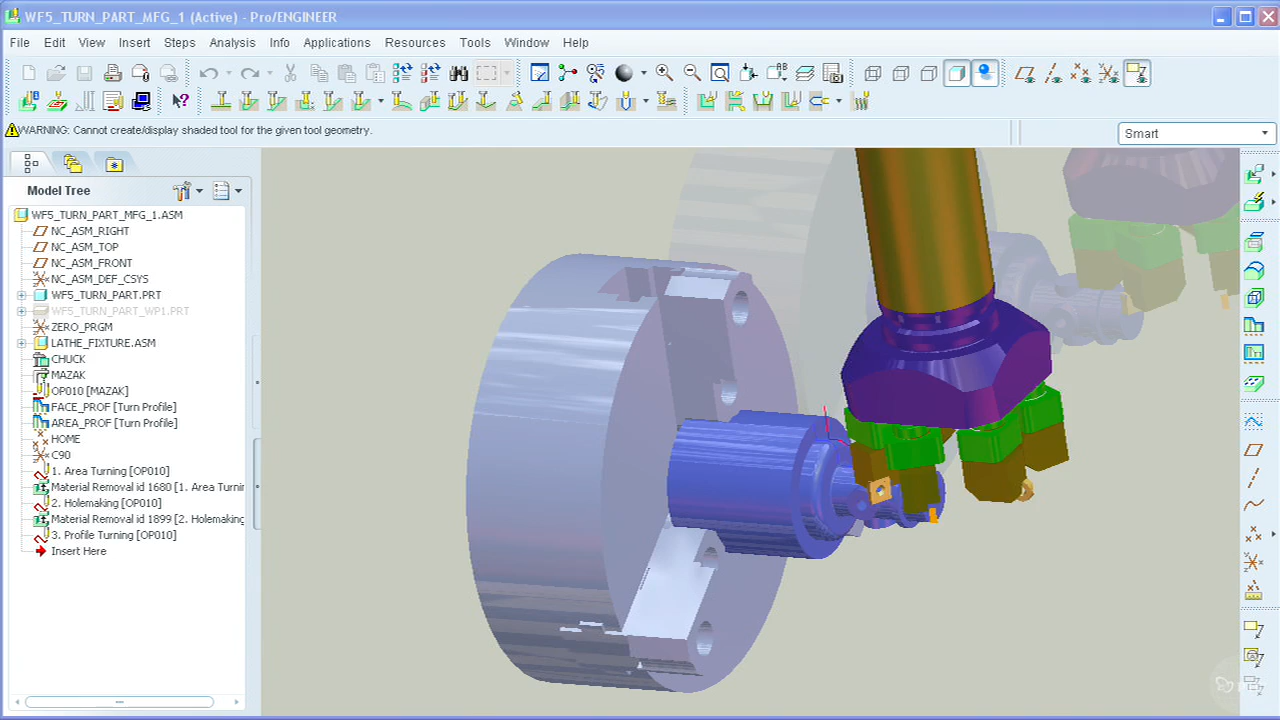 WF5_TURN_PART_MFG_1 (Active) - Pro/ENGINEER
File Edit View Insert Steps Analysis Info Applications Resources Tools Window Help
WARNING: Cannot create/display shaded tool for the given tool geometry.
Smart
Model Tree
WF5_TURN_PART_MFG_1.ASM
NC_ASM_RIGHT
NC_ASM_TOP
NC_ASM_FRONT
NC_ASM_DEF_CSYS
WF5_TURN_PART.PRT
WF5_TURN_PART_WP1.PRT
ZERO_PRGM
LATHE_FIXTURE.ASM
CHUCK
MAZAK
OP010 [MAZAK]
FACE_PROF [Turn Profile]
AREA_PROF [Turn Profile]
HOME
C90
1. Area Turning [OP010]
Material Removal id 1680 [1. Area Turnin
2. Holemaking [OP010]
Material Removal id 1899 [2. Holemaking
3. Profile Turning [OP010]
Insert Here